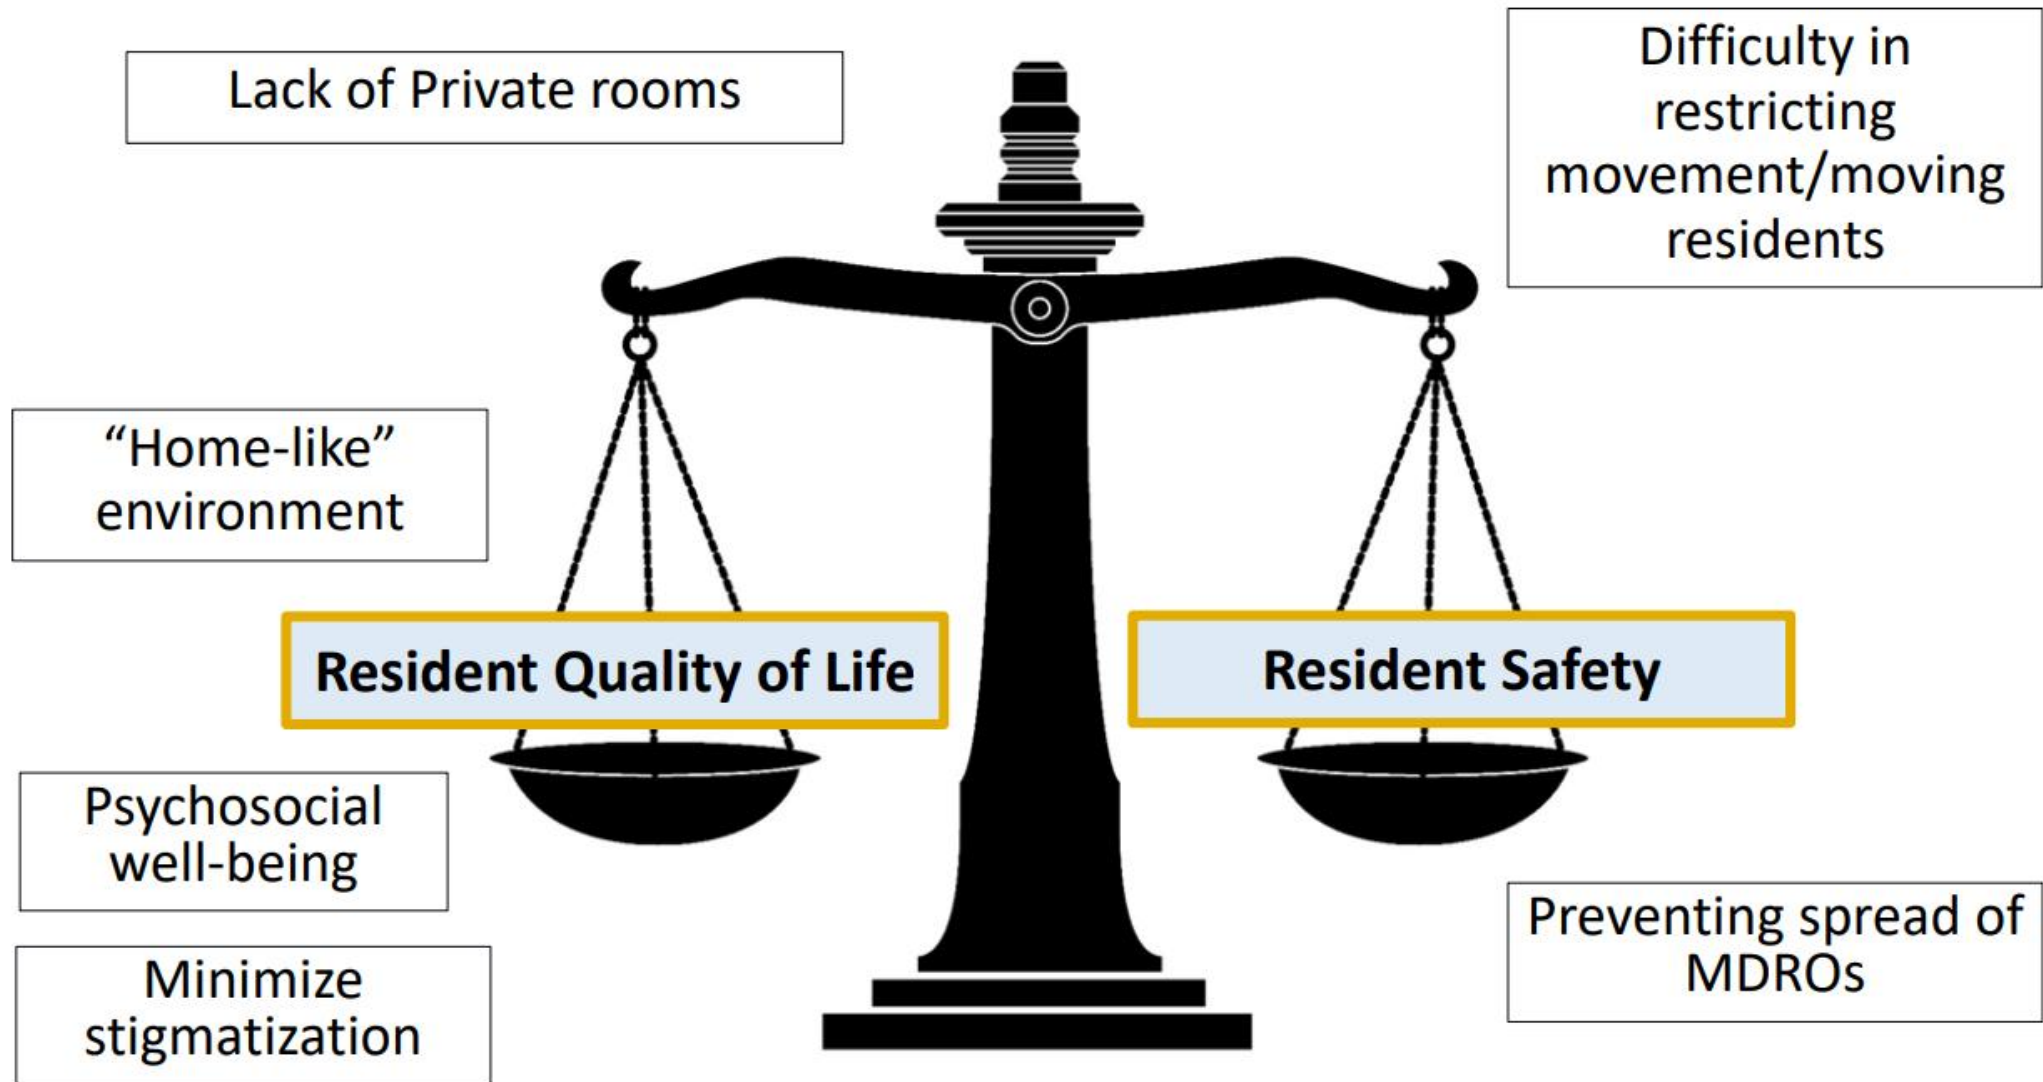 Lack of Private rooms
Difficulty in
restricting
movement/moving
residents
“Home-like”
environment
Resident Quality of Life
Resident Safety
Psychosocial
well-being
Minimize
stigmatization
Preventing spread of
MDROs